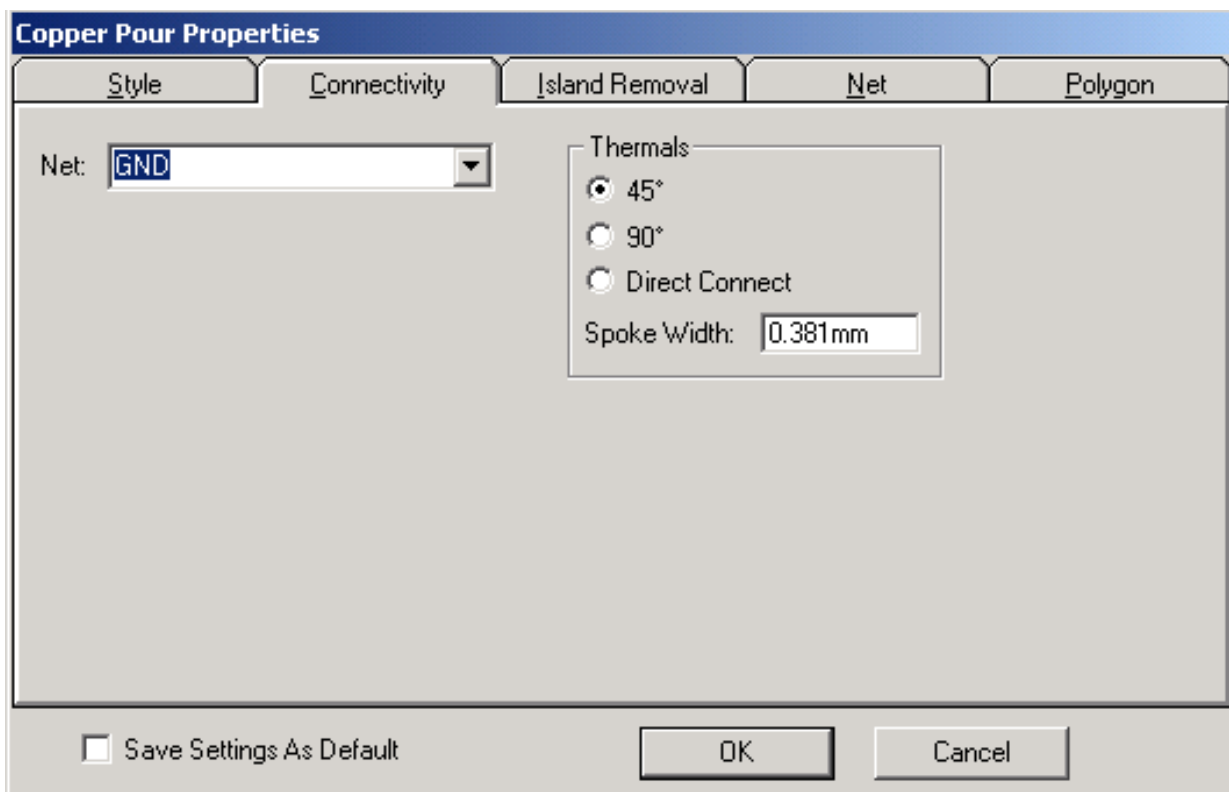 Copper Pour Properties
Style Connectivity Island Removal Net Polygon
Net: GND
Thermals
45°
90°
Direct Connect
Spoke Width: 0.381mm
Save Settings As Default OK Cancel